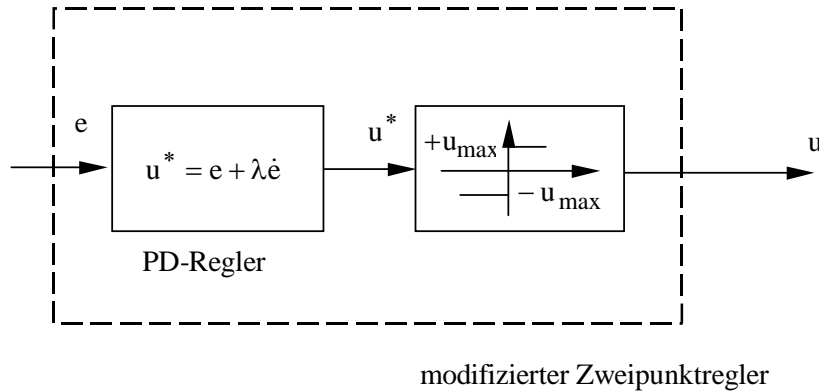 e
u* = e + λė
PD-Regler
u*
+u_max
− u_max
u
modifizierter Zweipunktregler